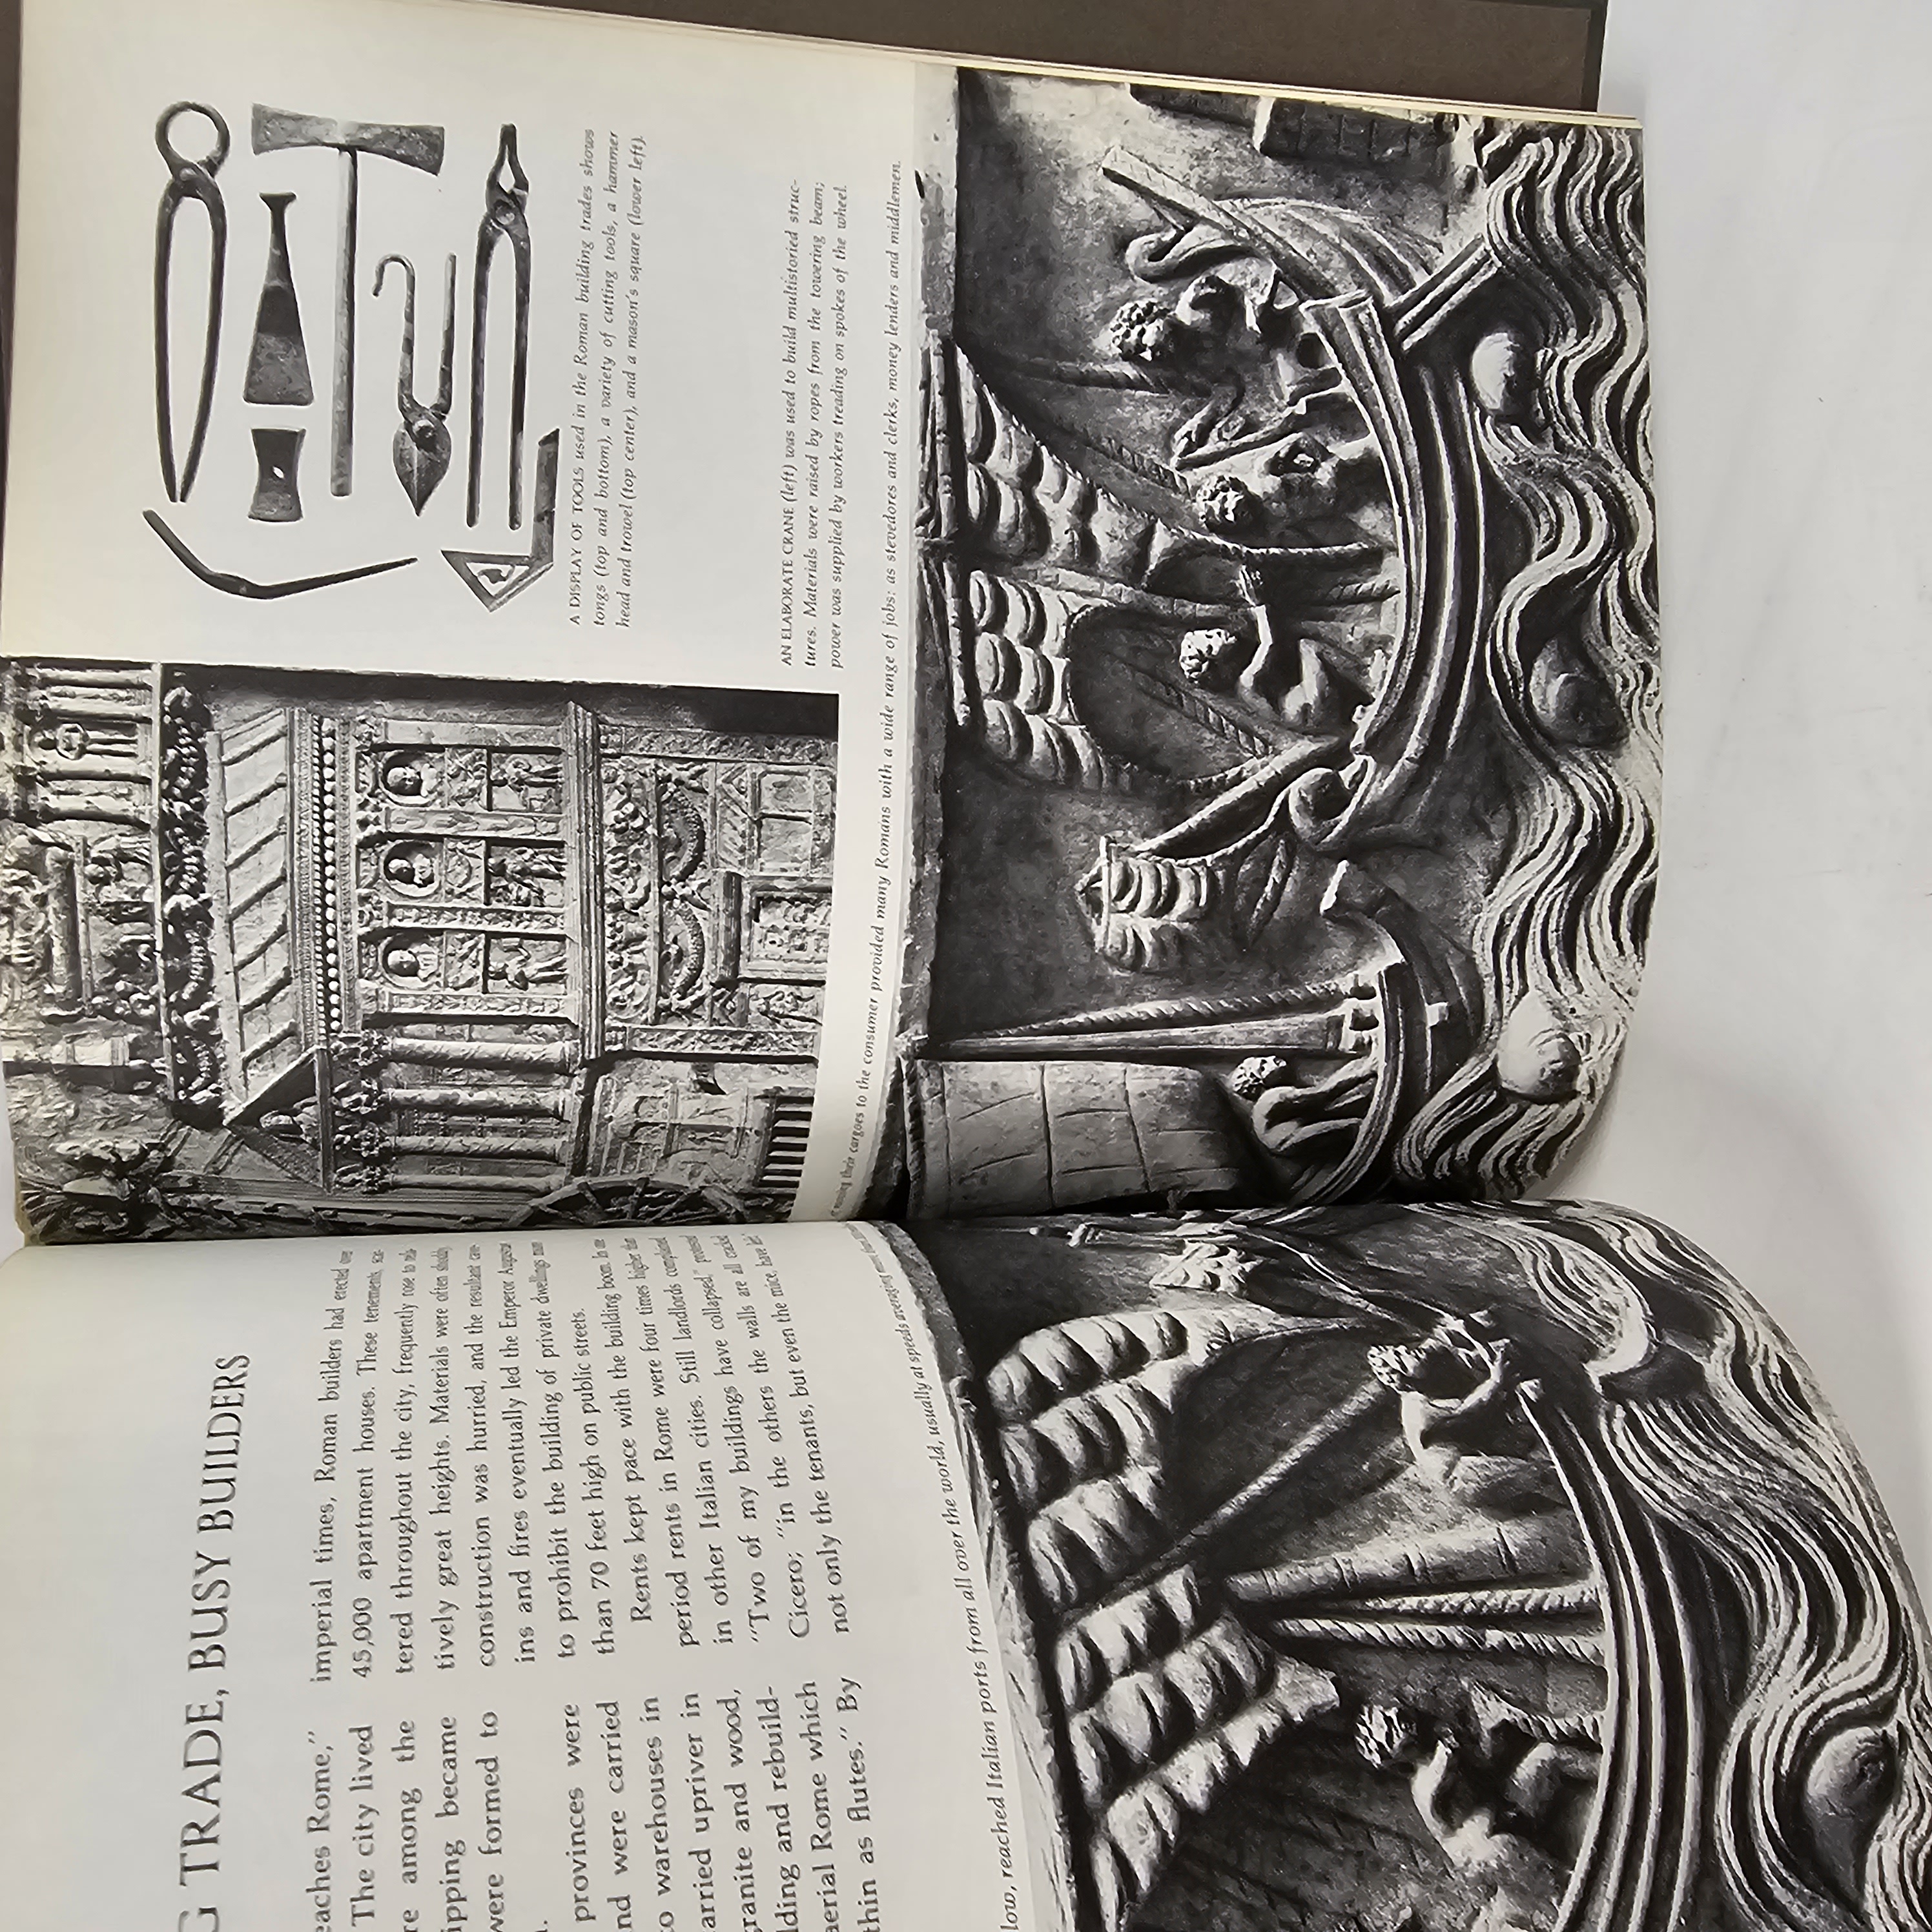 G TRADE, BUSY BUILDERS
eaches Rome,"
The city lived
re among the
ipping became
were formed to
provinces were
nd were carried
to warehouses in
arried upriver in
ranite and wood,
lding and rebuild-
aerial Rome which
thin as flutes." By
imperial times, Roman builders had erected over
45,000 apartment houses. These tenements, scat-
tered throughout the city, frequently rose to rela-
tively great heights. Materials were often shoddy,
construction was hurried, and the resultant cave-
ins and fires eventually led the Emperor Augustus
to prohibit the building of private dwellings more
than 70 feet high on public streets.
Rents kept pace with the building boom. In one
period rents in Rome were four times higher than
in other Italian cities. Still landlords complained.
"Two of my buildings have collapsed," protested
Cicero; "in the others the walls are all cracked;
not only the tenants, but even the mice, have left."
low, reached Italian ports from all over the world, usually at speeds averaging more than
A DISPLAY OF TOOLS used in the Roman building trades shows
tongs (top and bottom), a variety of cutting tools, a hammer
head and trowel (top center), and a mason's square (lower left).
AN ELABORATE CRANE (left) was used to build multistoried struc-
tures. Materials were raised by ropes from the towering beam;
power was supplied by workers treading on spokes of the wheel.
their cargoes to the consumer provided many Romans with a wide range of jobs: as stevedores and clerks, money lenders and middlemen.